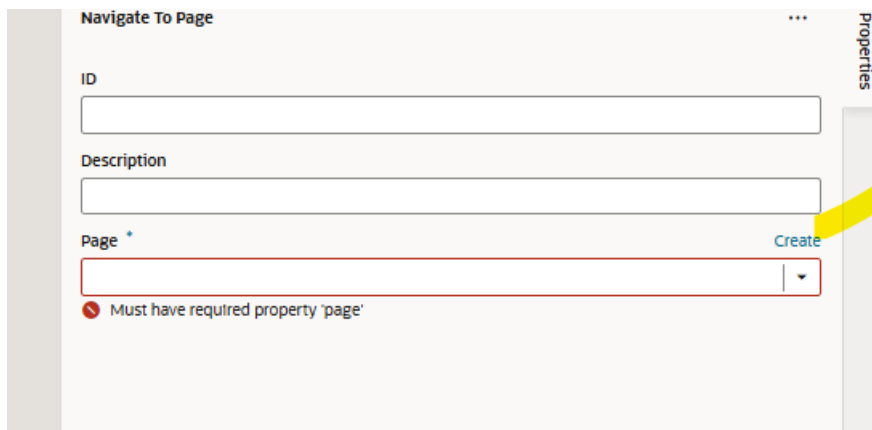 Navigate To Page
...
Properties
ID
Description
Page *
Create
Must have required property 'page'